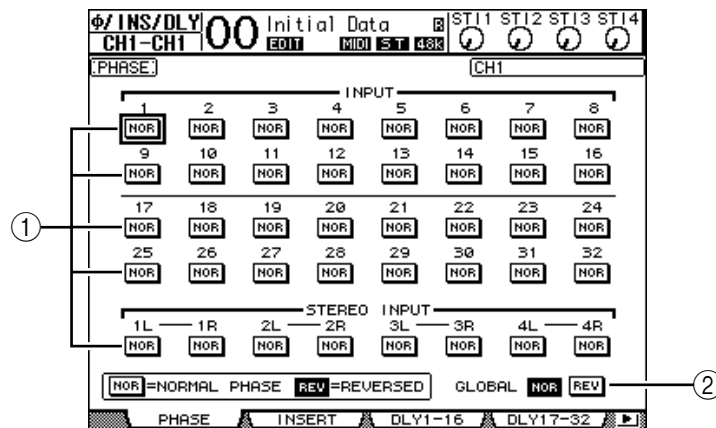 Φ/INS/DLY 00 Initial Data B STI1 STI2 STI3 STI4
CH1-CH1 EDIT MIDI ST 48k
PHASE CH1
INPUT
1 2 3 4 5 6 7 8
NOR NOR NOR NOR NOR NOR NOR NOR
9 10 11 12 13 14 15 16
NOR NOR NOR NOR NOR NOR NOR NOR
17 18 19 20 21 22 23 24
① NOR NOR NOR NOR NOR NOR NOR NOR
25 26 27 28 29 30 31 32
NOR NOR NOR NOR NOR NOR NOR NOR
STEREO INPUT
1L 1R 2L 2R 3L 3R 4L 4R
NOR NOR NOR NOR NOR NOR NOR NOR
NOR=NORMAL PHASE REV=REVERSED GLOBAL NOR REV ②
PHASE INSERT DLY1-16 DLY17-32